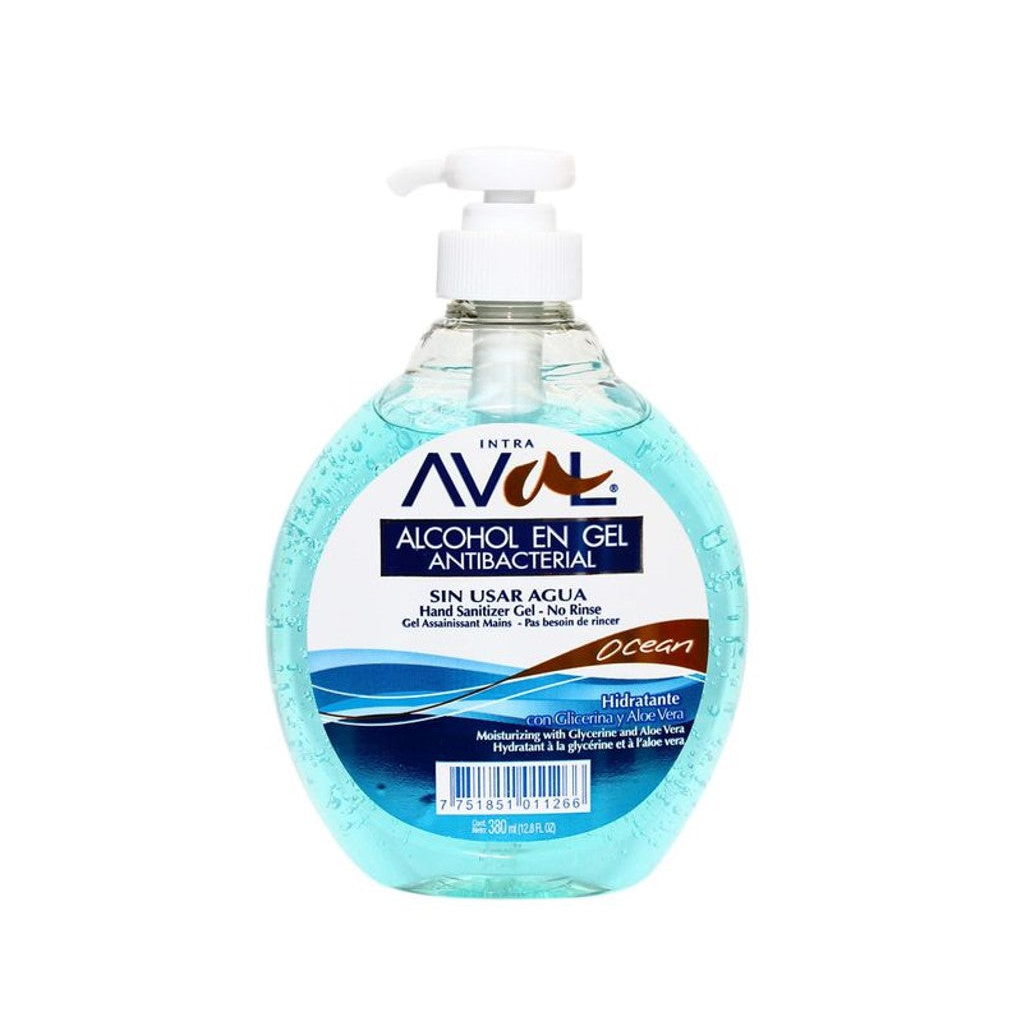 INTRA
AVAL®
ALCOHOL EN GEL
ANTIBACTERIAL
SIN USAR AGUA
Hand Sanitizer Gel - No Rinse
Gel Assainissant Mains - Pas besoin de rincer
Ocean
Hidratante
con Glicerina y Aloe Vera
Moisturizing with Glycerine and Aloe Vera
Hydratant à la glycérine et à l'aloe vera
7 751851 011266
Cont. Neto: 380 ml (12.8 FL OZ)